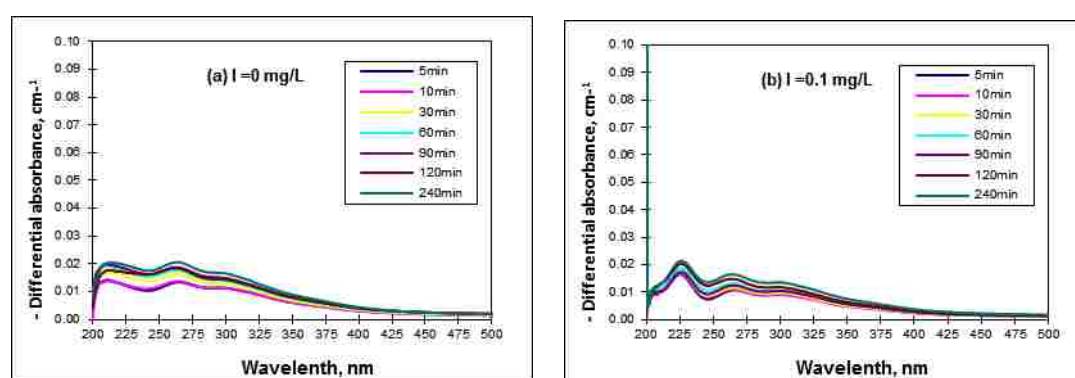 - Differential absorbance, cm-1
0.10
0.09
0.08
0.07
0.06
0.05
0.04
0.03
0.02
0.01
0.00
(a) I =0 mg/L
5min
10min
30min
60min
90min
120min
240min
200 225 250 275 300 325 350 375 400 425 450 475 500
Wavelenth, nm
- Differential absorbance, cm-1
0.10
0.09
0.08
0.07
0.06
0.05
0.04
0.03
0.02
0.01
0.00
(b) I =0.1 mg/L
5min
10min
30min
60min
90min
120min
240min
200 225 250 275 300 325 350 375 400 425 450 475 500
Wavelenth, nm